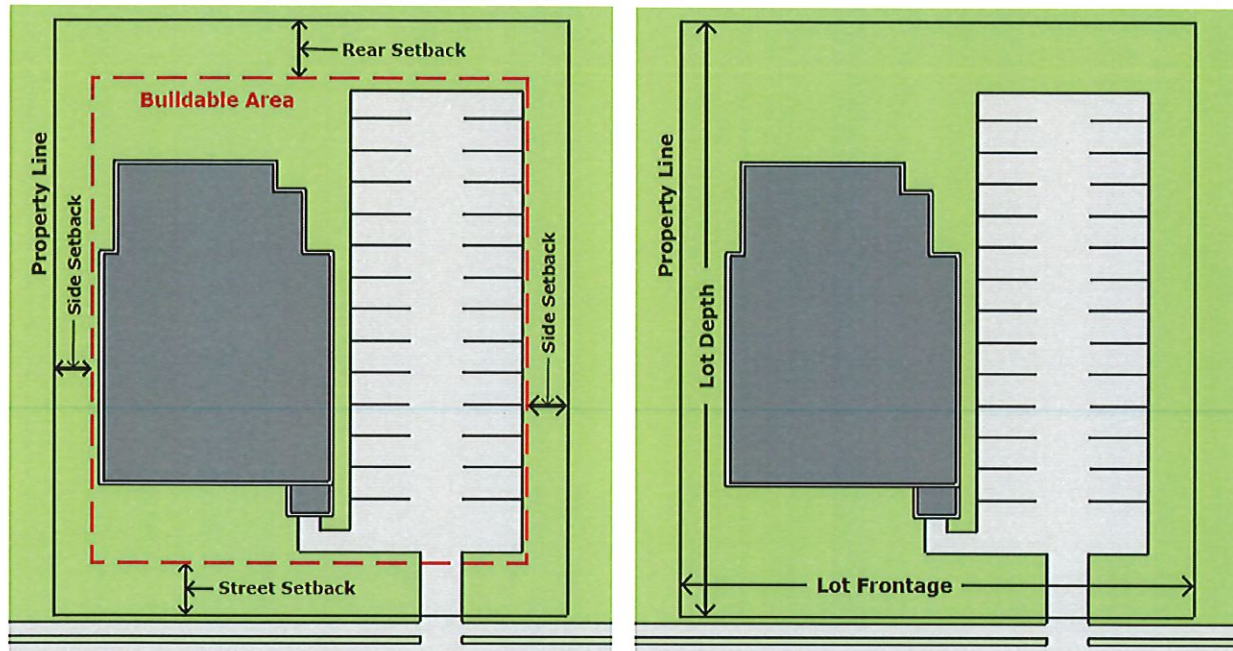 Rear Setback
Buildable Area
Property Line
Side Setback
Side Setback
Street Setback
Property Line
Lot Depth
Lot Frontage